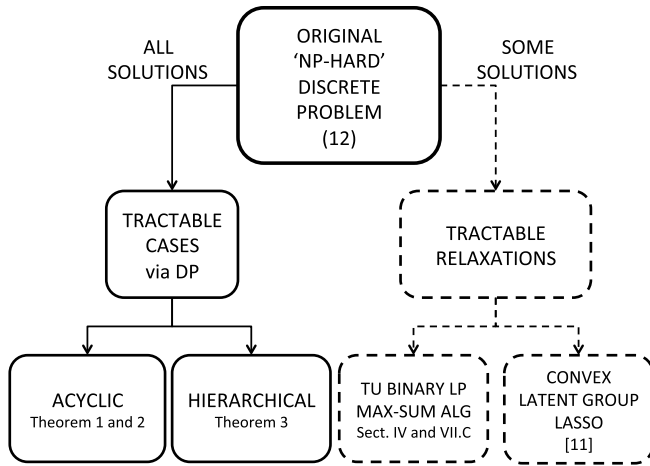 ALL
SOLUTIONS
ORIGINAL
'NP-HARD'
DISCRETE
PROBLEM
(12)
SOME
SOLUTIONS
TRACTABLE
CASES
via DP
TRACTABLE
RELAXATIONS
ACYCLIC
Theorem 1 and 2
HIERARCHICAL
Theorem 3
TU BINARY LP
MAX-SUM ALG
Sect. IV and VII.C
CONVEX
LATENT GROUP
LASSO
[11]